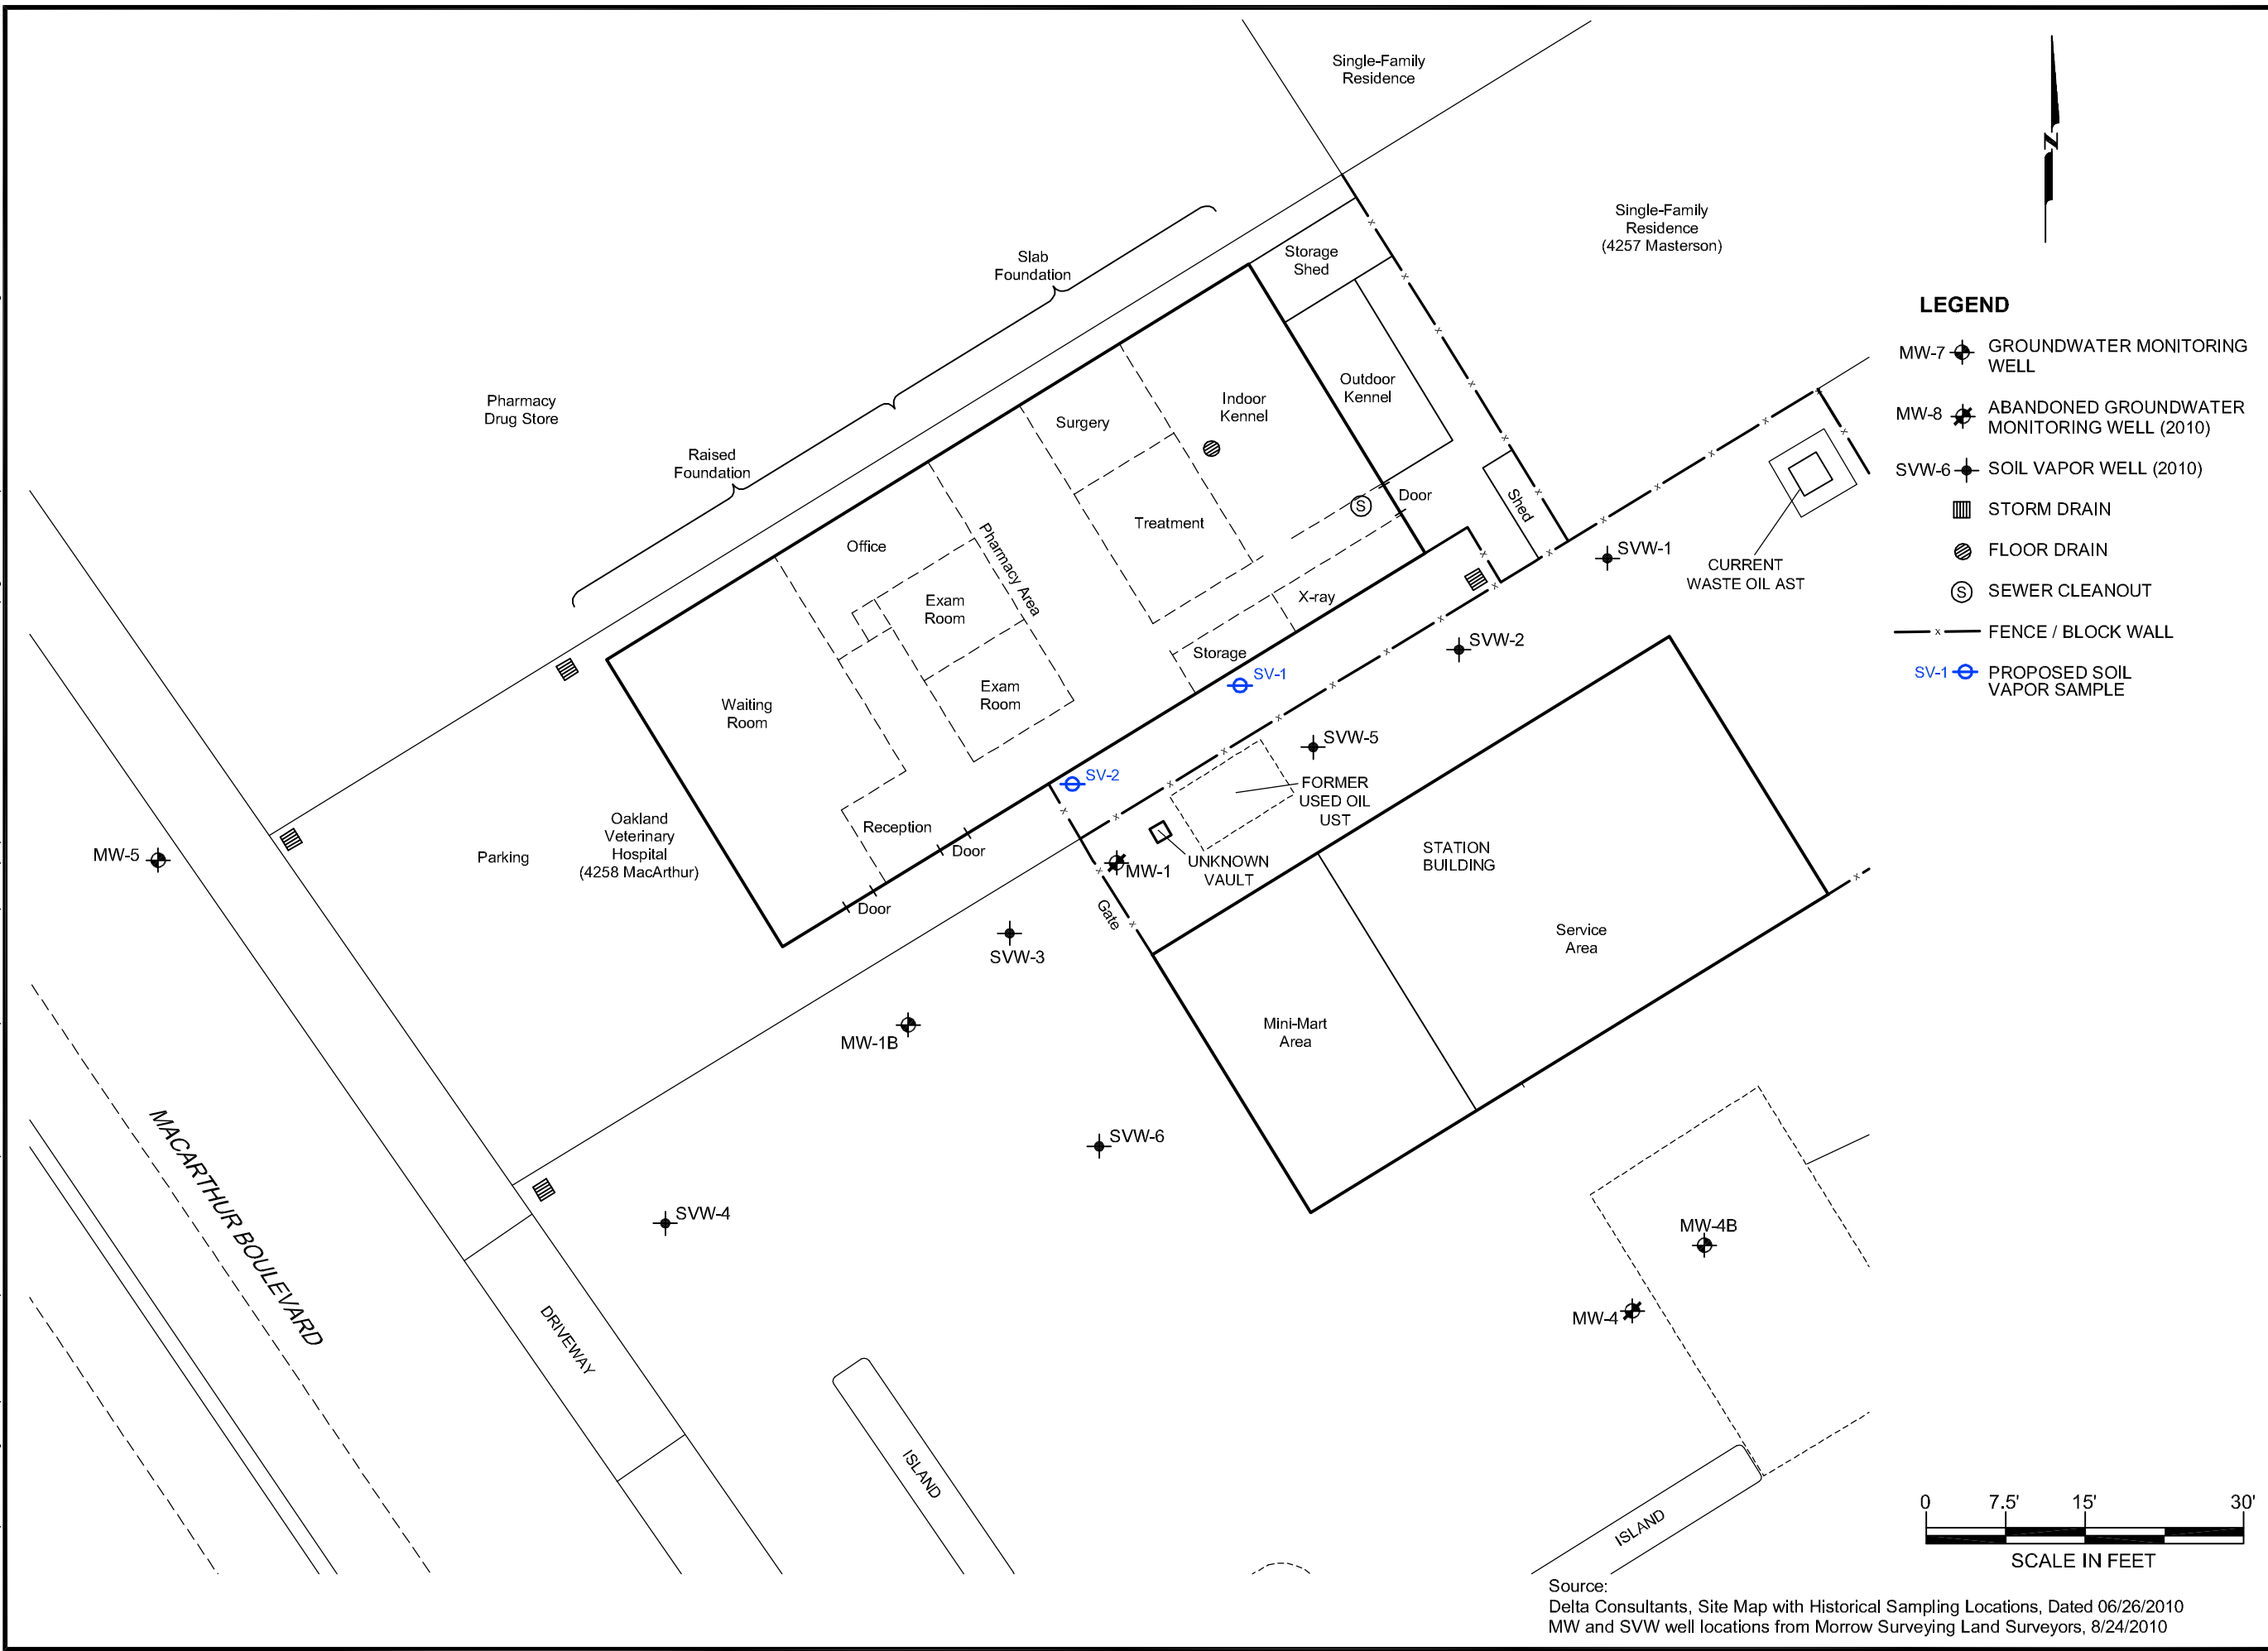 Single-Family
Residence
N
Single-Family
Residence
(4257 Masterson)
Slab
Foundation
Storage
Shed
LEGEND
MW-7 GROUNDWATER MONITORING
WELL
MW-8 ABANDONED GROUNDWATER
MONITORING WELL (2010)
SVW-6 SOIL VAPOR WELL (2010)
STORM DRAIN
FLOOR DRAIN
S SEWER CLEANOUT
x FENCE / BLOCK WALL
SV-1 PROPOSED SOIL
VAPOR SAMPLE
Pharmacy
Drug Store
Raised
Foundation
Surgery
Indoor
Kennel
Outdoor
Kennel
Treatment
S
Door
Shed
Office
Pharmacy Area
Exam
Room
Exam
Room
X-ray
Storage
SVW-1
CURRENT
WASTE OIL AST
SVW-2
SV-1
Waiting
Room
SV-2
SVW-5
FORMER
USED OIL
UST
Reception
Door
Door
Oakland
Veterinary
Hospital
(4258 MacArthur)
Parking
MW-5
MW-1
UNKNOWN
VAULT
Gate
STATION
BUILDING
Service
Area
Mini-Mart
Area
SVW-3
MW-1B
SVW-6
SVW-4
MACARTHUR BOULEVARD
DRIVEWAY
ISLAND
MW-4B
MW-4
ISLAND
0 7.5' 15' 30'
SCALE IN FEET
Source:
Delta Consultants, Site Map with Historical Sampling Locations, Dated 06/26/2010
MW and SVW well locations from Morrow Surveying Land Surveyors, 8/24/2010